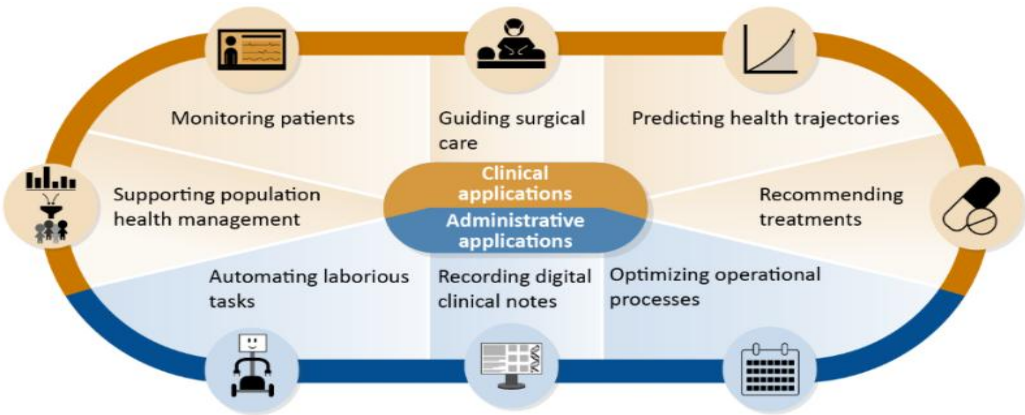 Monitoring patients
Guiding surgical
care
Predicting health trajectories
Supporting population
health management
Clinical
applications
Administrative
applications
Recommending
treatments
Automating laborious
tasks
Recording digital
clinical notes
Optimizing operational
processes